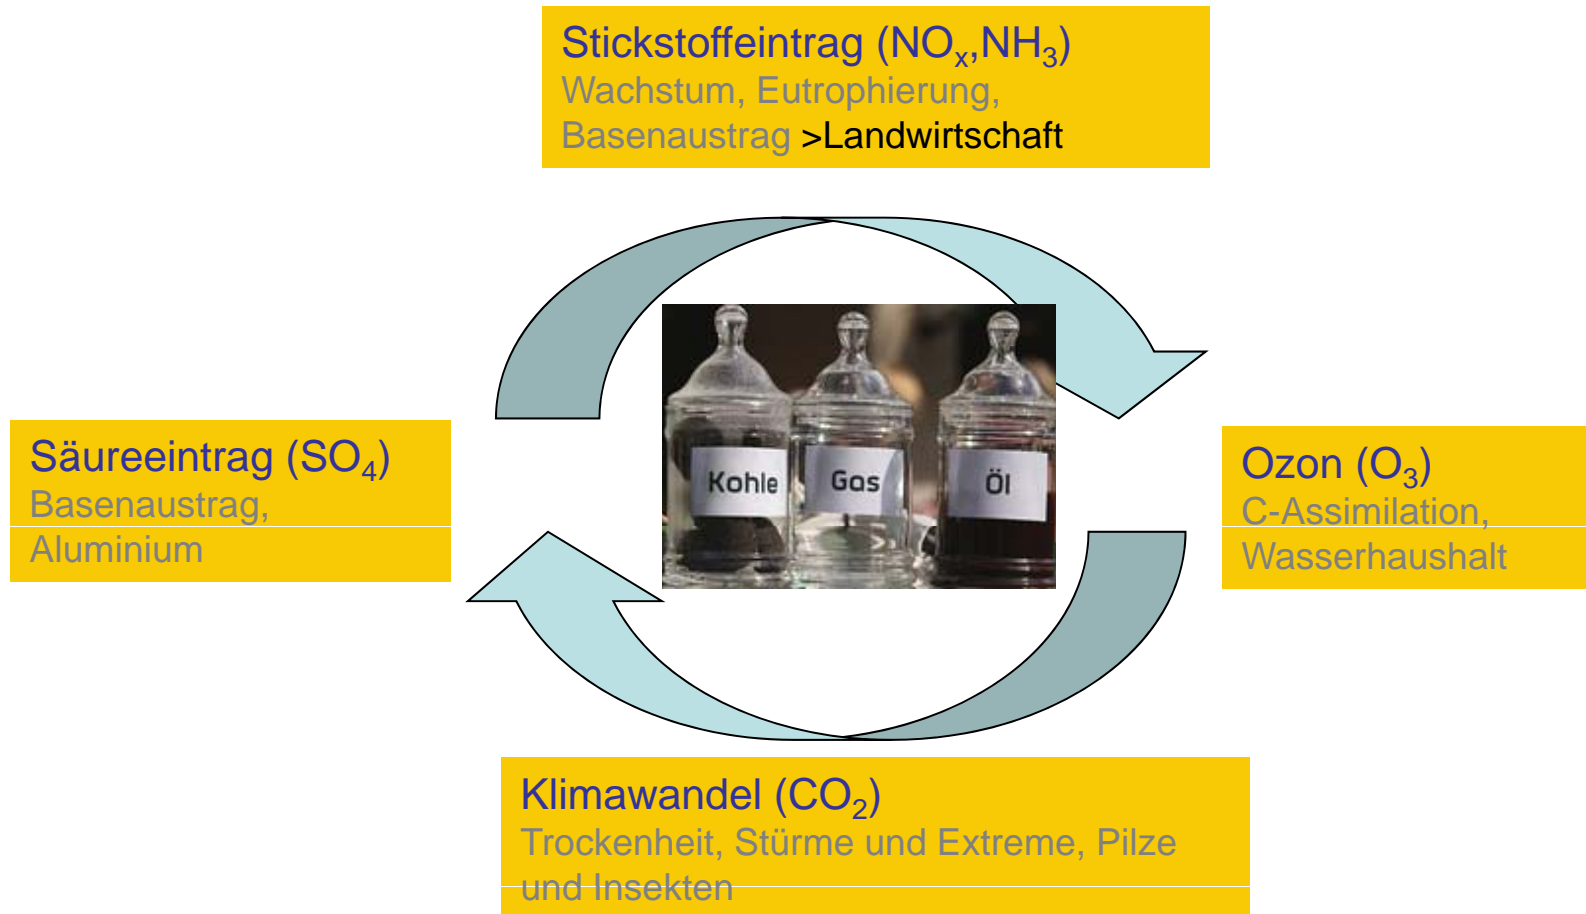 Stickstoffeintrag (NOₓ,NH₃)
Wachstum, Eutrophierung,
Basenaustrag >Landwirtschaft
Säureeintrag (SO₄)
Basenaustrag,
Aluminium
Kohle
Gas
Öl
Ozon (O₃)
C-Assimilation,
Wasserhaushalt
Klimawandel (CO₂)
Trockenheit, Stürme und Extreme, Pilze
und Insekten